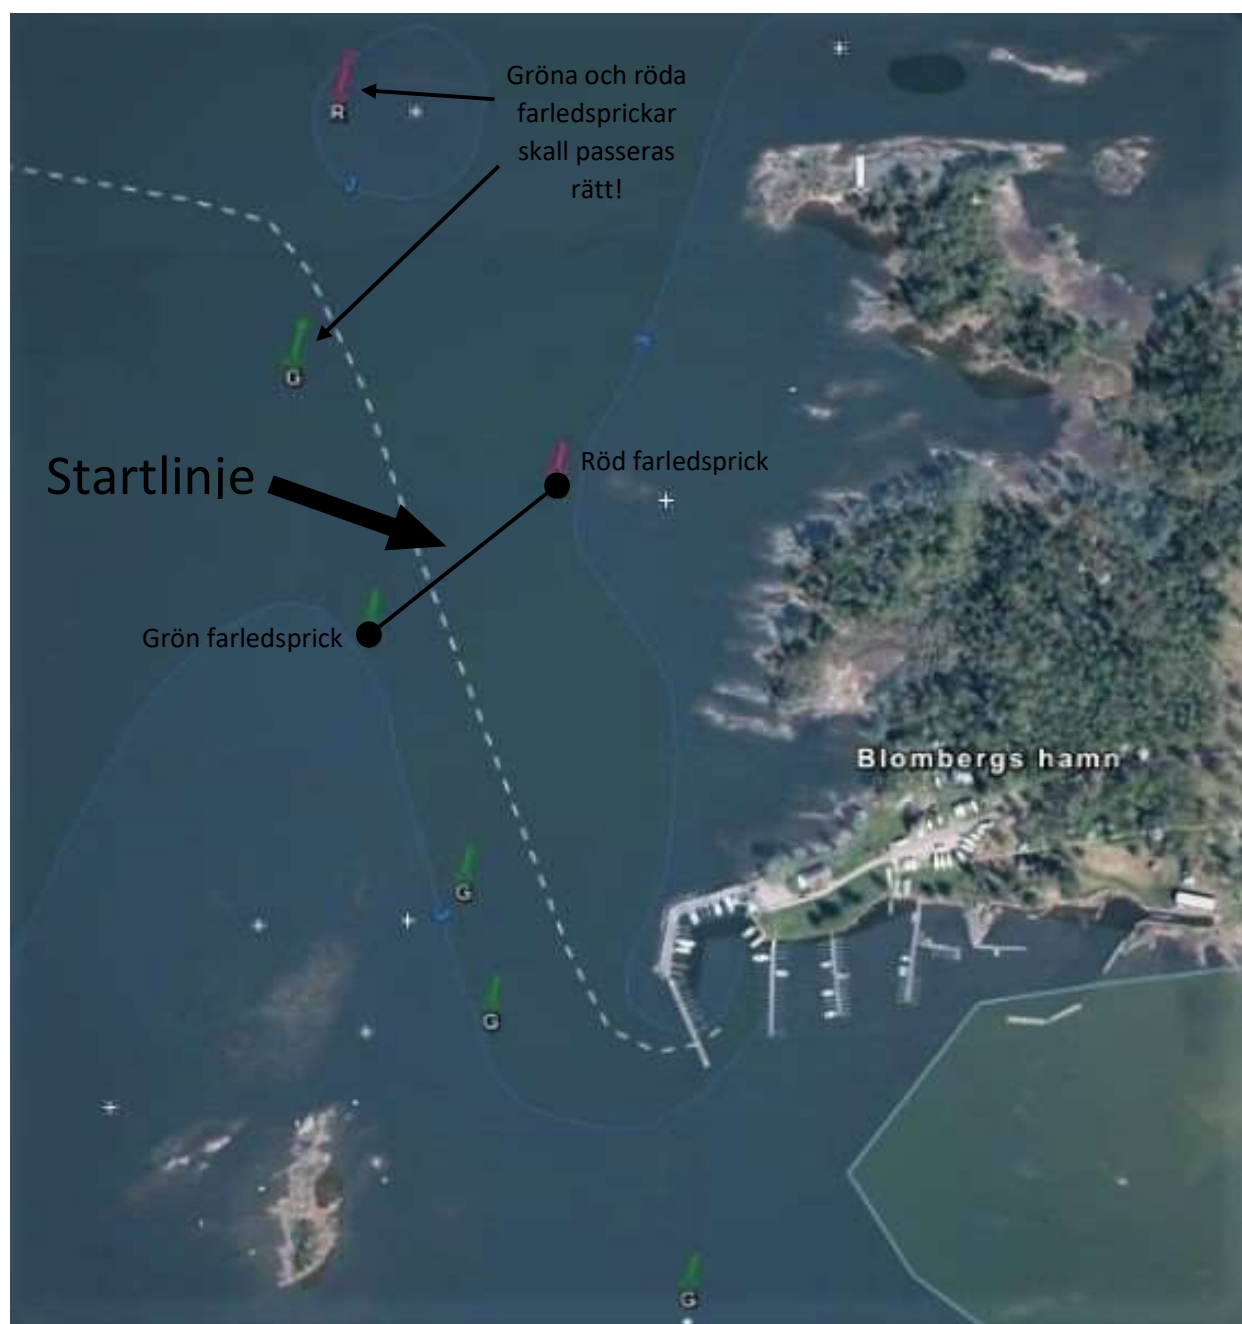 Gröna och röda
farledsprickar
skall passeras
rätt!
R
G
Startlinje
Röd farledsprick
Grön farledsprick
Blombergs hamn
G
G
G